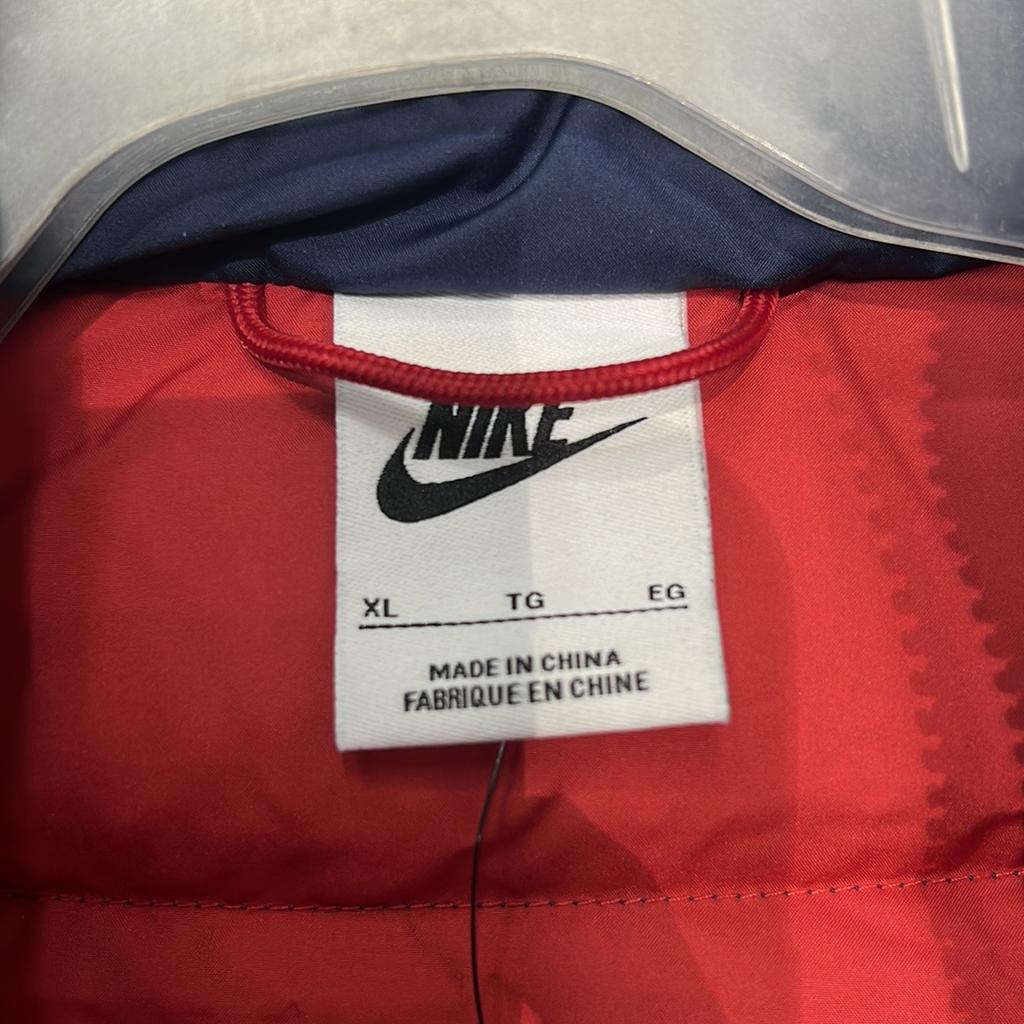 NIKE
XL TG EG
MADE IN CHINA
FABRIQUE EN CHINE